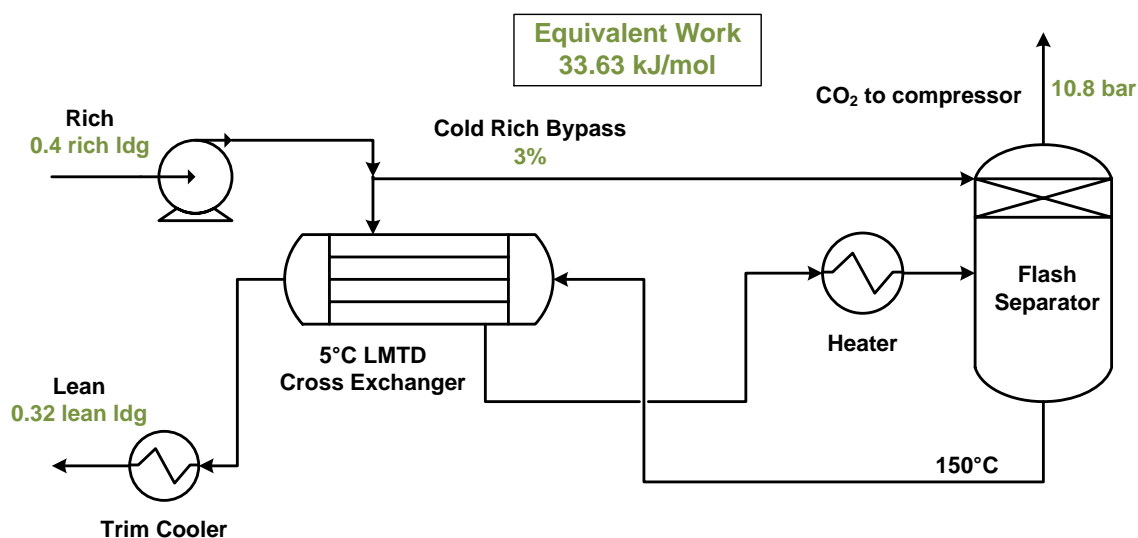 Equivalent Work
33.63 kJ/mol
CO₂ to compressor
10.8 bar
Rich
0.4 rich ldg
Cold Rich Bypass
3%
Flash
Separator
Heater
5°C LMTD
Cross Exchanger
Lean
0.32 lean ldg
150°C
Trim Cooler